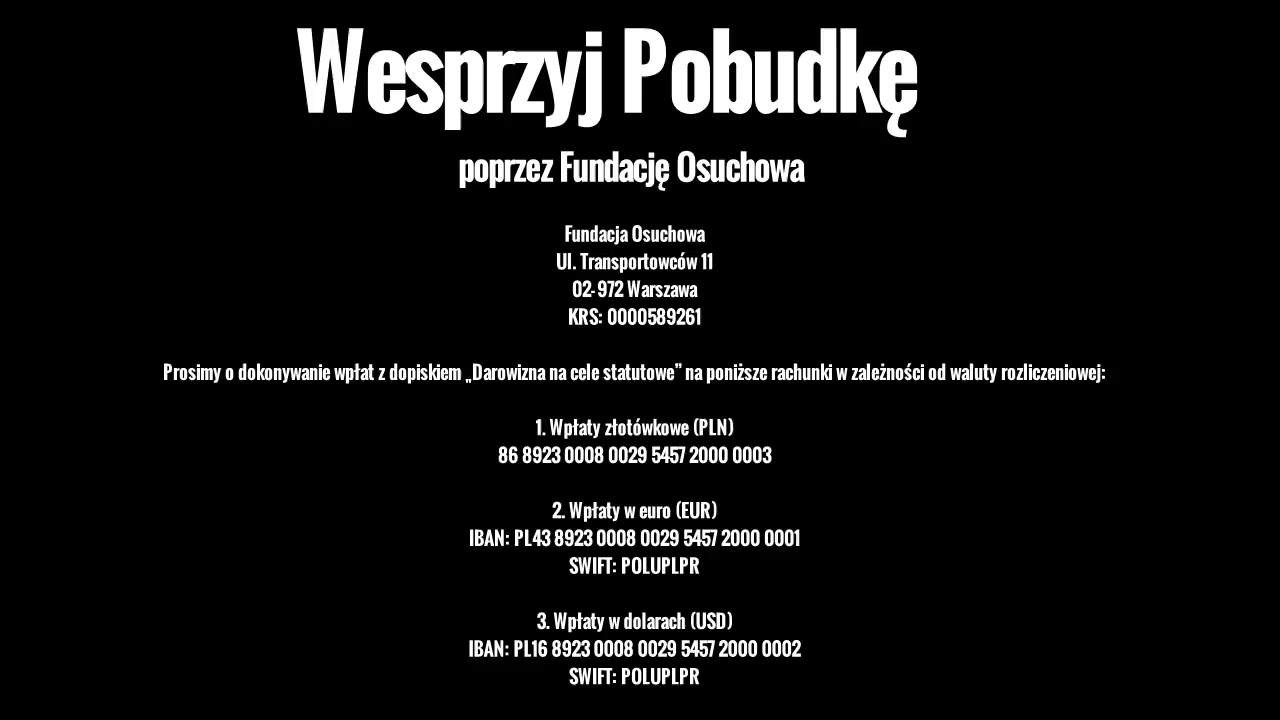 Wesprzyj Pobudkę
poprzez Fundację Osuchowa
Fundacja Osuchowa
Ul. Transportowców 11
02-972 Warszawa
KRS: 0000589261
Prosimy o dokonywanie wpłat z dopiskiem „Darowizna na cele statutowe” na poniższe rachunki w zależności od waluty rozliczeniowej:
1. Wpłaty złotówkowe (PLN)
86 8923 0008 0029 5457 2000 0003
2. Wpłaty w euro (EUR)
IBAN: PL43 8923 0008 0029 5457 2000 0001
SWIFT: POLUPLPR
3. Wpłaty w dolarach (USD)
IBAN: PL16 8923 0008 0029 5457 2000 0002
SWIFT: POLUPLPR